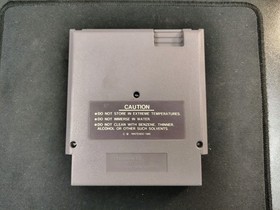 CAUTION
●DO NOT STORE IN EXTREME TEMPERATURES.
●DO NOT IMMERSE IN WATER.
●DO NOT CLEAN WITH BENZENE, THINNER,
ALCOHOL OR OTHER SUCH SOLVENTS.
NINTENDO